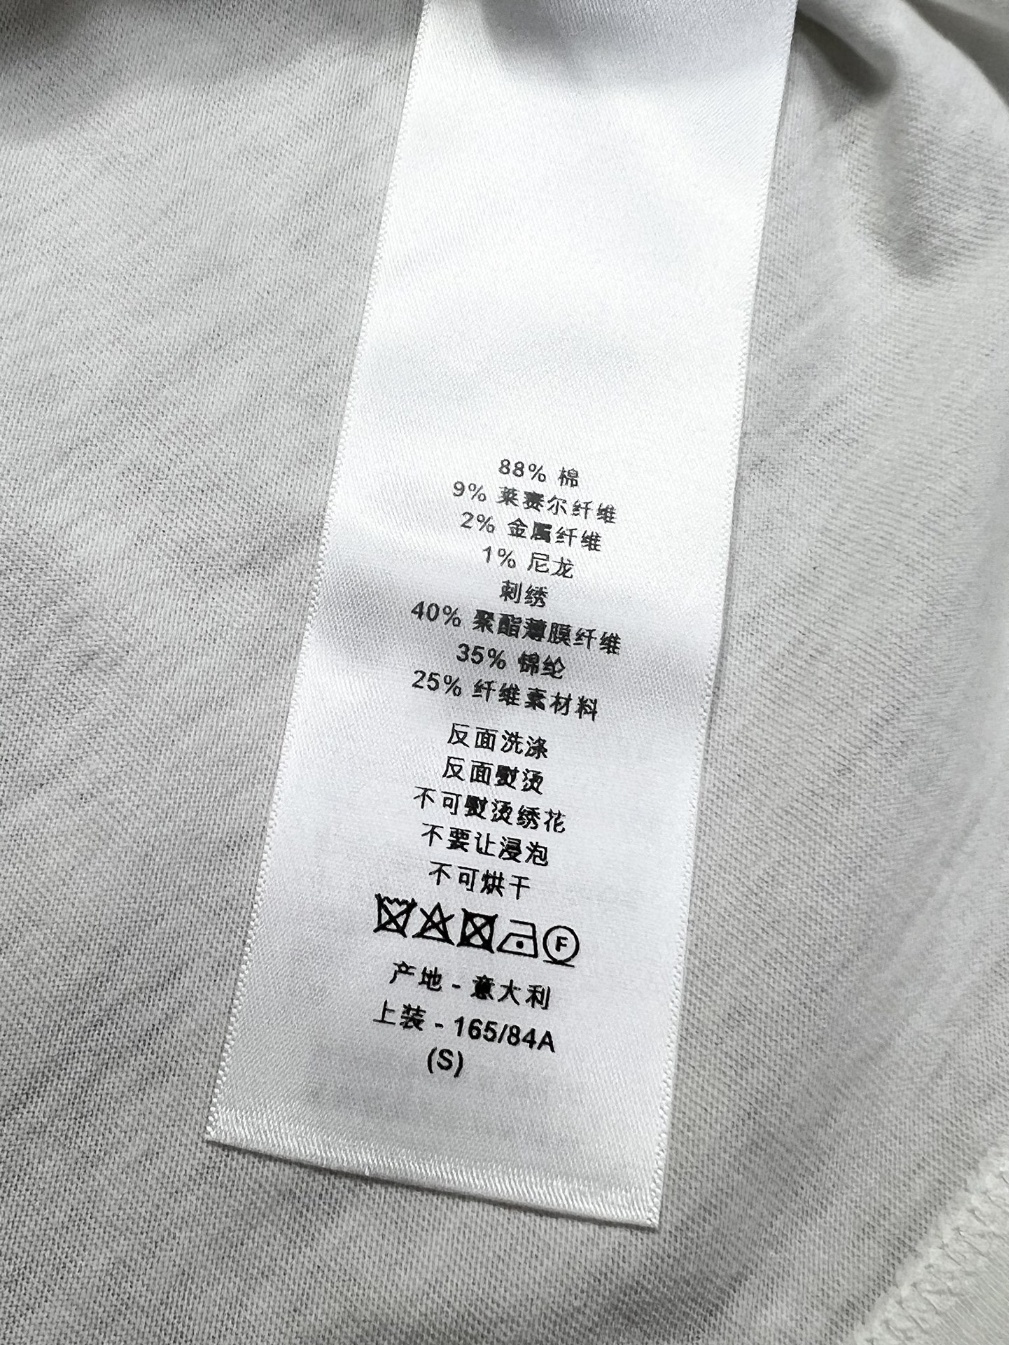 88% 棉
9% 莱赛尔纤维
2% 金属纤维
1% 尼龙
刺绣
40% 聚酯薄膜纤维
35% 锦纶
25% 纤维素材料
反面洗涤
反面熨烫
不可熨烫绣花
不要让浸泡
不可烘干
F
产地 - 意大利
上装 - 165/84A
(S)